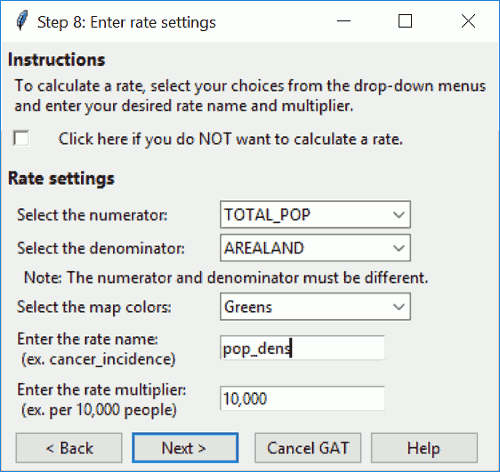 Step 8: Enter rate settings
Instructions
To calculate a rate, select your choices from the drop-down menus
and enter your desired rate name and multiplier.
Click here if you do NOT want to calculate a rate.
Rate settings
Select the numerator: TOTAL_POP
Select the denominator: AREALAND
Note: The numerator and denominator must be different.
Select the map colors: Greens
Enter the rate name:
(ex. cancer_incidence) pop_dens
Enter the rate multiplier:
(ex. per 10,000 people) 10,000
< Back Next > Cancel GAT Help